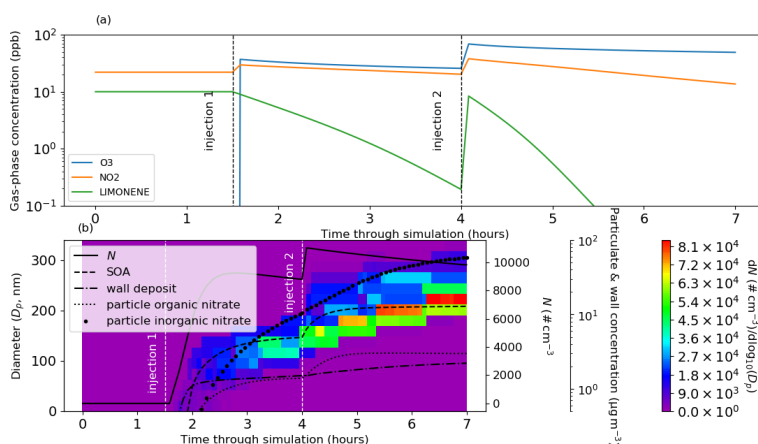 (a)
Gas-phase concentration (ppb)
10²
10¹
10⁰
10⁻¹
injection 1
injection 2
O3
NO2
LIMONENE
0 1 2 3 4 5 6 7
Time through simulation (hours)
(b)
Diameter (Dₚ, nm)
300
200
100
0
N
SOA
wall deposit
particle organic nitrate
particle inorganic nitrate
injection 1
injection 2
0 1 2 3 4 5 6 7
Time through simulation (hours)
10000
8000
6000
4000
2000
0
N (# cm⁻³)
10²
10¹
10⁰
Particulate & wall concentration (µgm⁻³)
8.1 × 10⁴
7.2 × 10⁴
6.3 × 10⁴
5.4 × 10⁴
4.5 × 10⁴
3.6 × 10⁴
2.7 × 10⁴
1.8 × 10⁴
9.0 × 10³
0.0 × 10⁰
dN (# cm⁻³)/dlog₁₀(Dₚ)